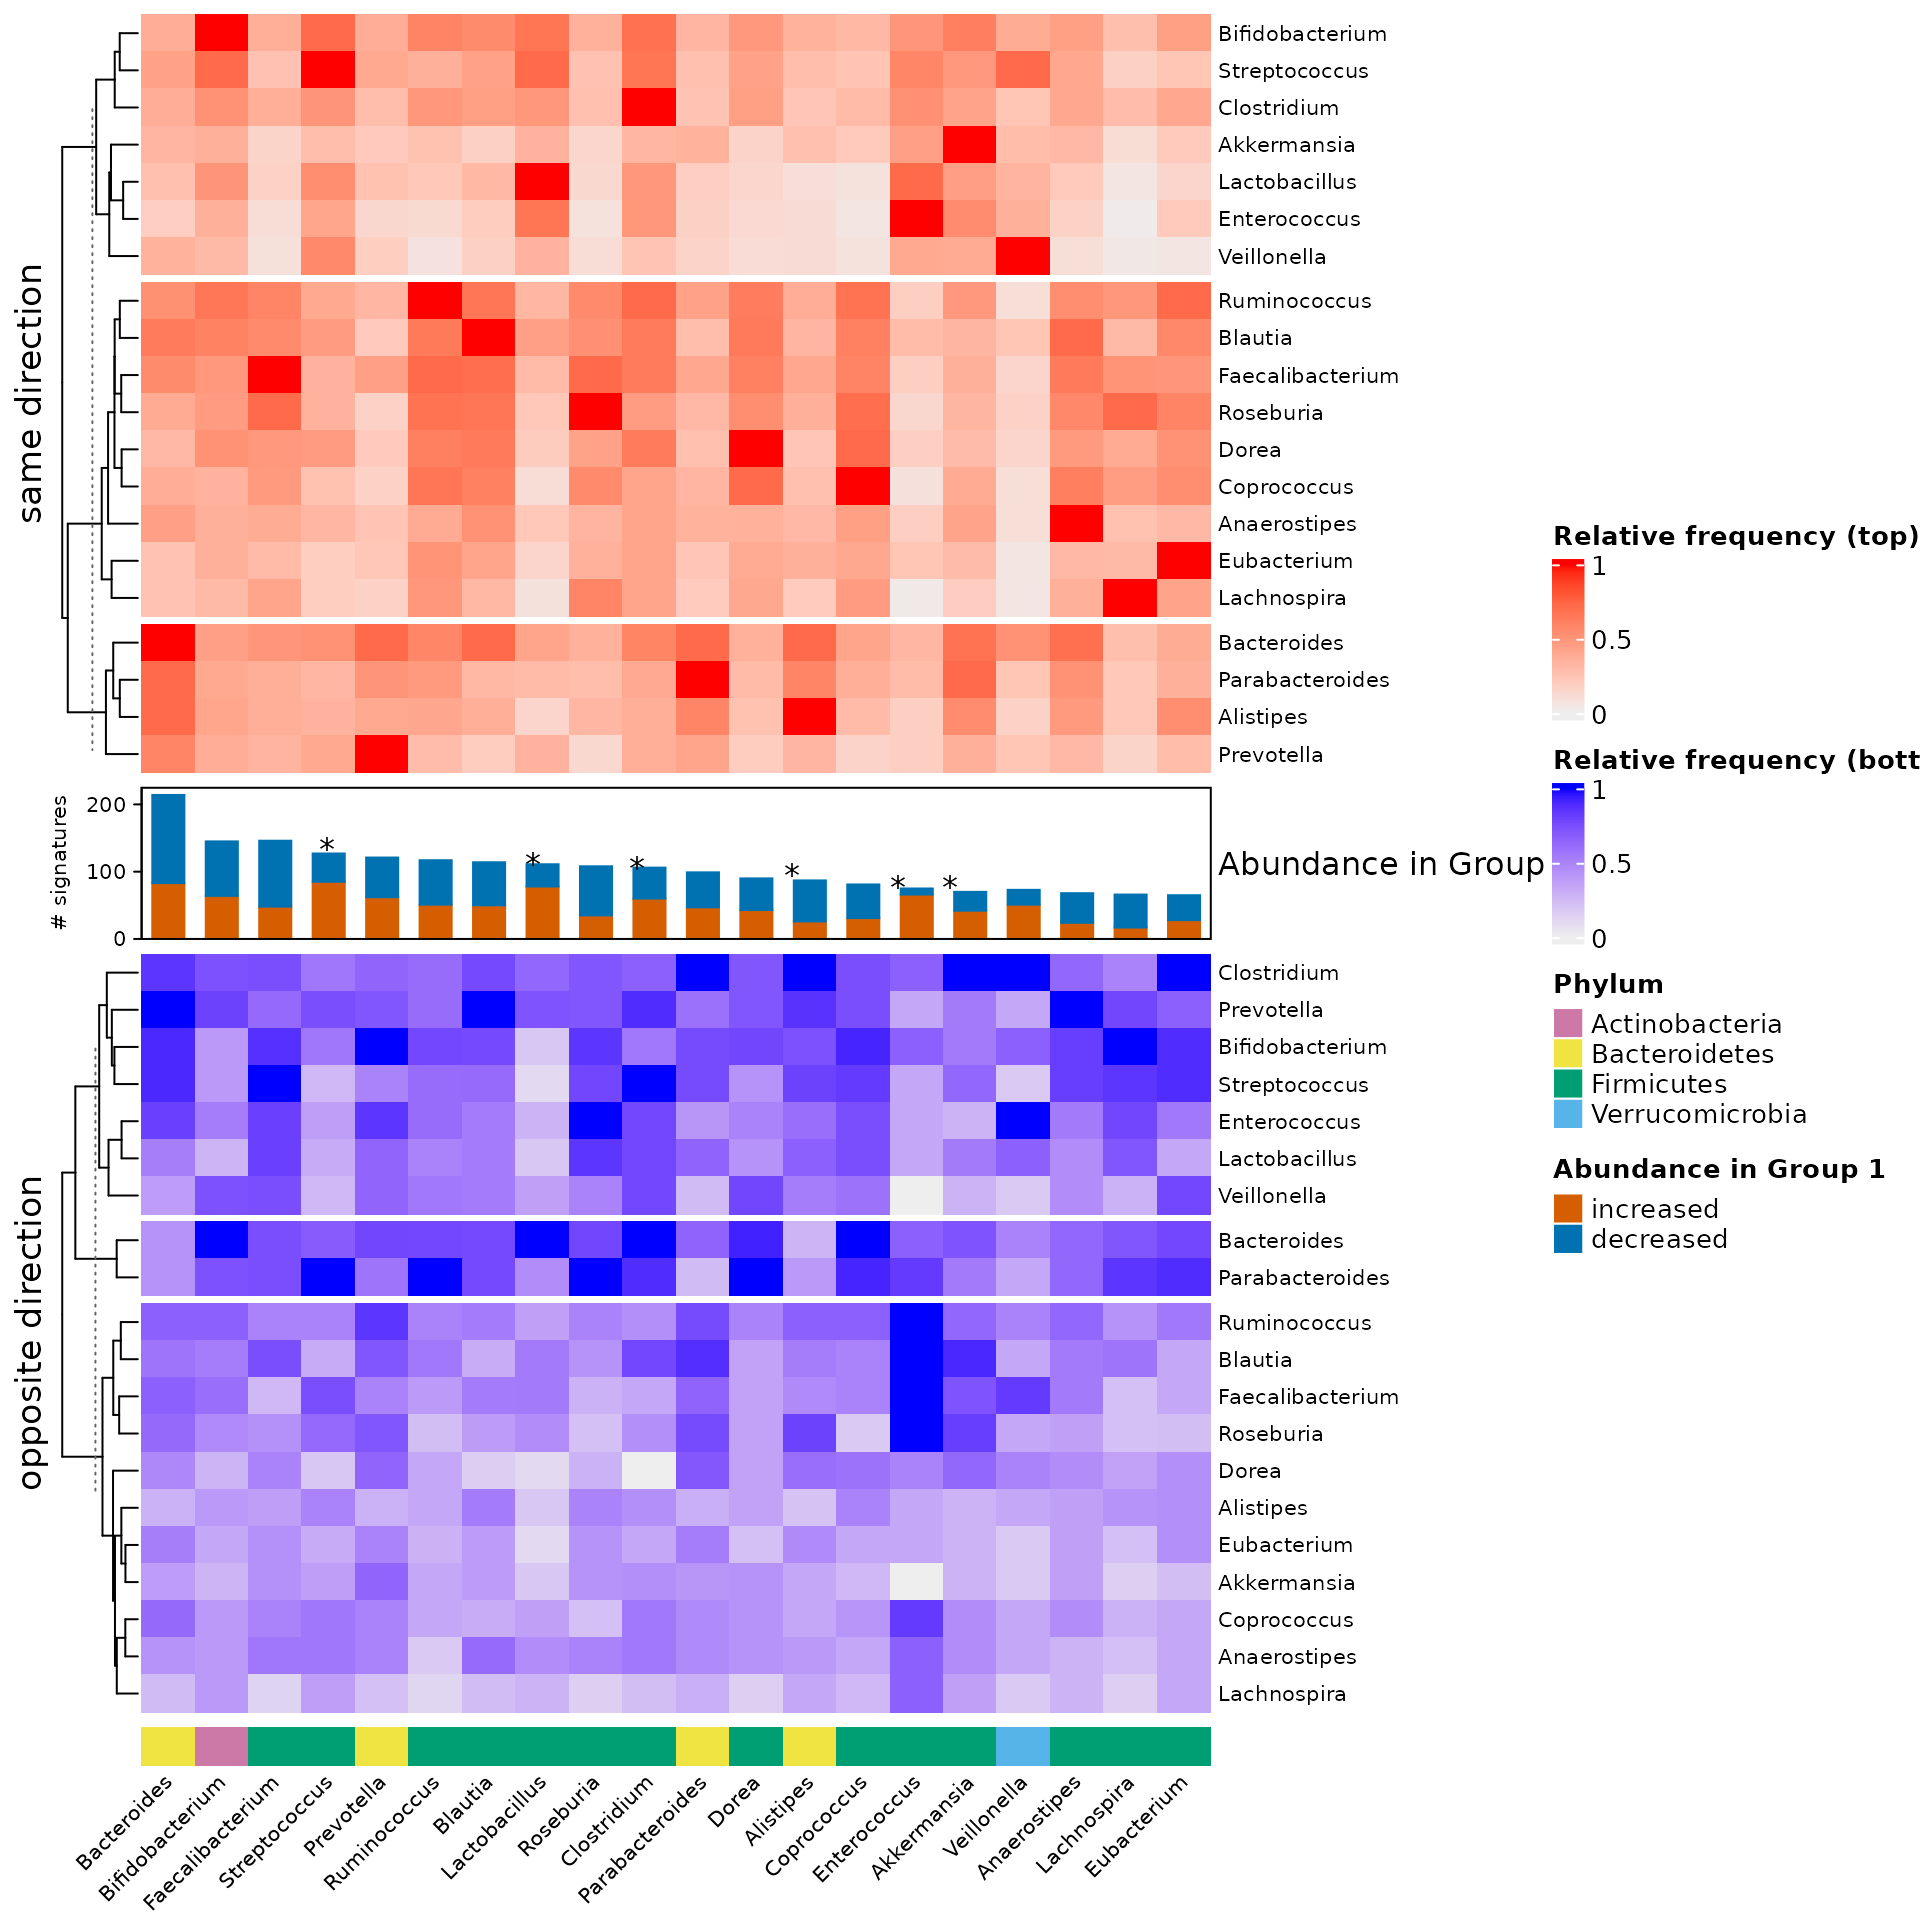 same direction
Bifidobacterium
Streptococcus
Clostridium
Akkermansia
Lactobacillus
Enterococcus
Veillonella
Ruminococcus
Blautia
Faecalibacterium
Roseburia
Dorea
Coprococcus
Anaerostipes
Eubacterium
Lachnospira
Bacteroides
Parabacteroides
Alistipes
Prevotella
# signatures
200
100
0
* * * * * *
Abundance in Group
opposite direction
Clostridium
Prevotella
Bifidobacterium
Streptococcus
Enterococcus
Lactobacillus
Veillonella
Bacteroides
Parabacteroides
Ruminococcus
Blautia
Faecalibacterium
Roseburia
Dorea
Alistipes
Eubacterium
Akkermansia
Coprococcus
Anaerostipes
Lachnospira
Bacteroides
Bifidobacterium
Faecalibacterium
Streptococcus
Prevotella
Ruminococcus
Blautia
Lactobacillus
Roseburia
Clostridium
Parabacteroides
Dorea
Alistipes
Coprococcus
Enterococcus
Akkermansia
Veillonella
Anaerostipes
Lachnospira
Eubacterium
Relative frequency (top)
1
0.5
0
Relative frequency (bott
1
0.5
0
Phylum
Actinobacteria
Bacteroidetes
Firmicutes
Verrucomicrobia
Abundance in Group 1
increased
decreased